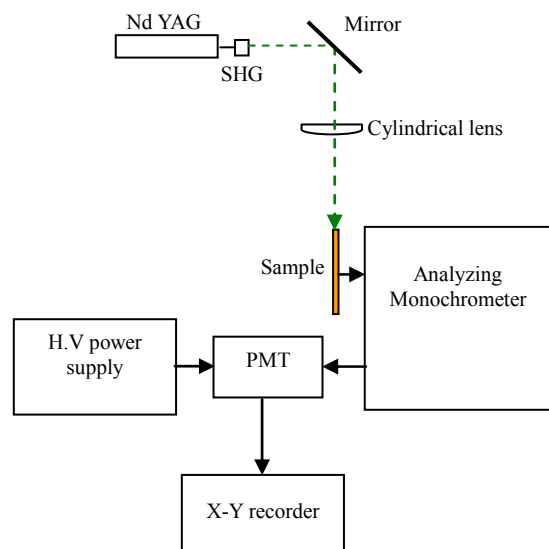 Nd YAG
Mirror
SHG
Cylindrical lens
Sample
Analyzing
Monochrometer
H.V power
supply
PMT
X-Y recorder